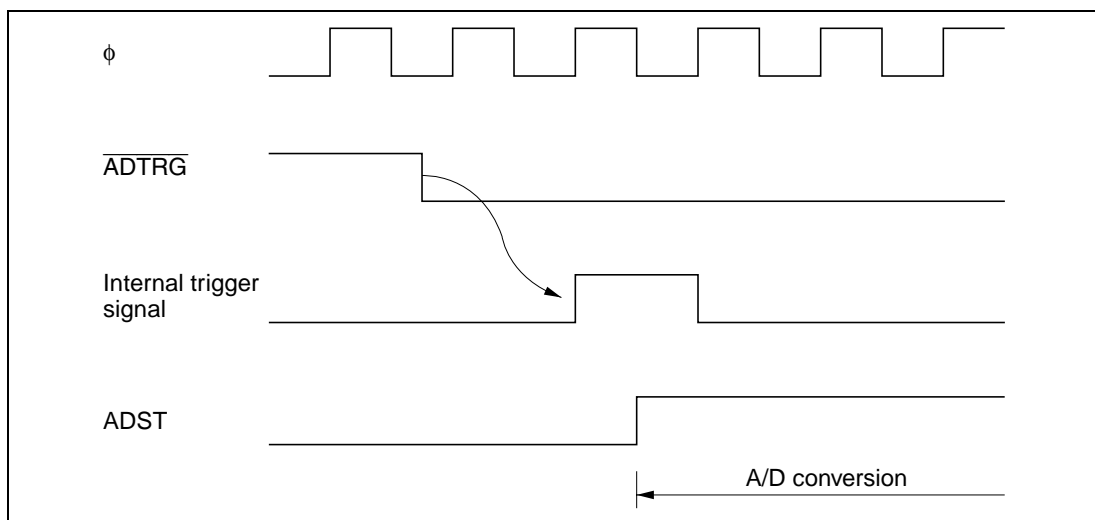 ϕ
ADTRG
Internal trigger
signal
ADST
A/D conversion